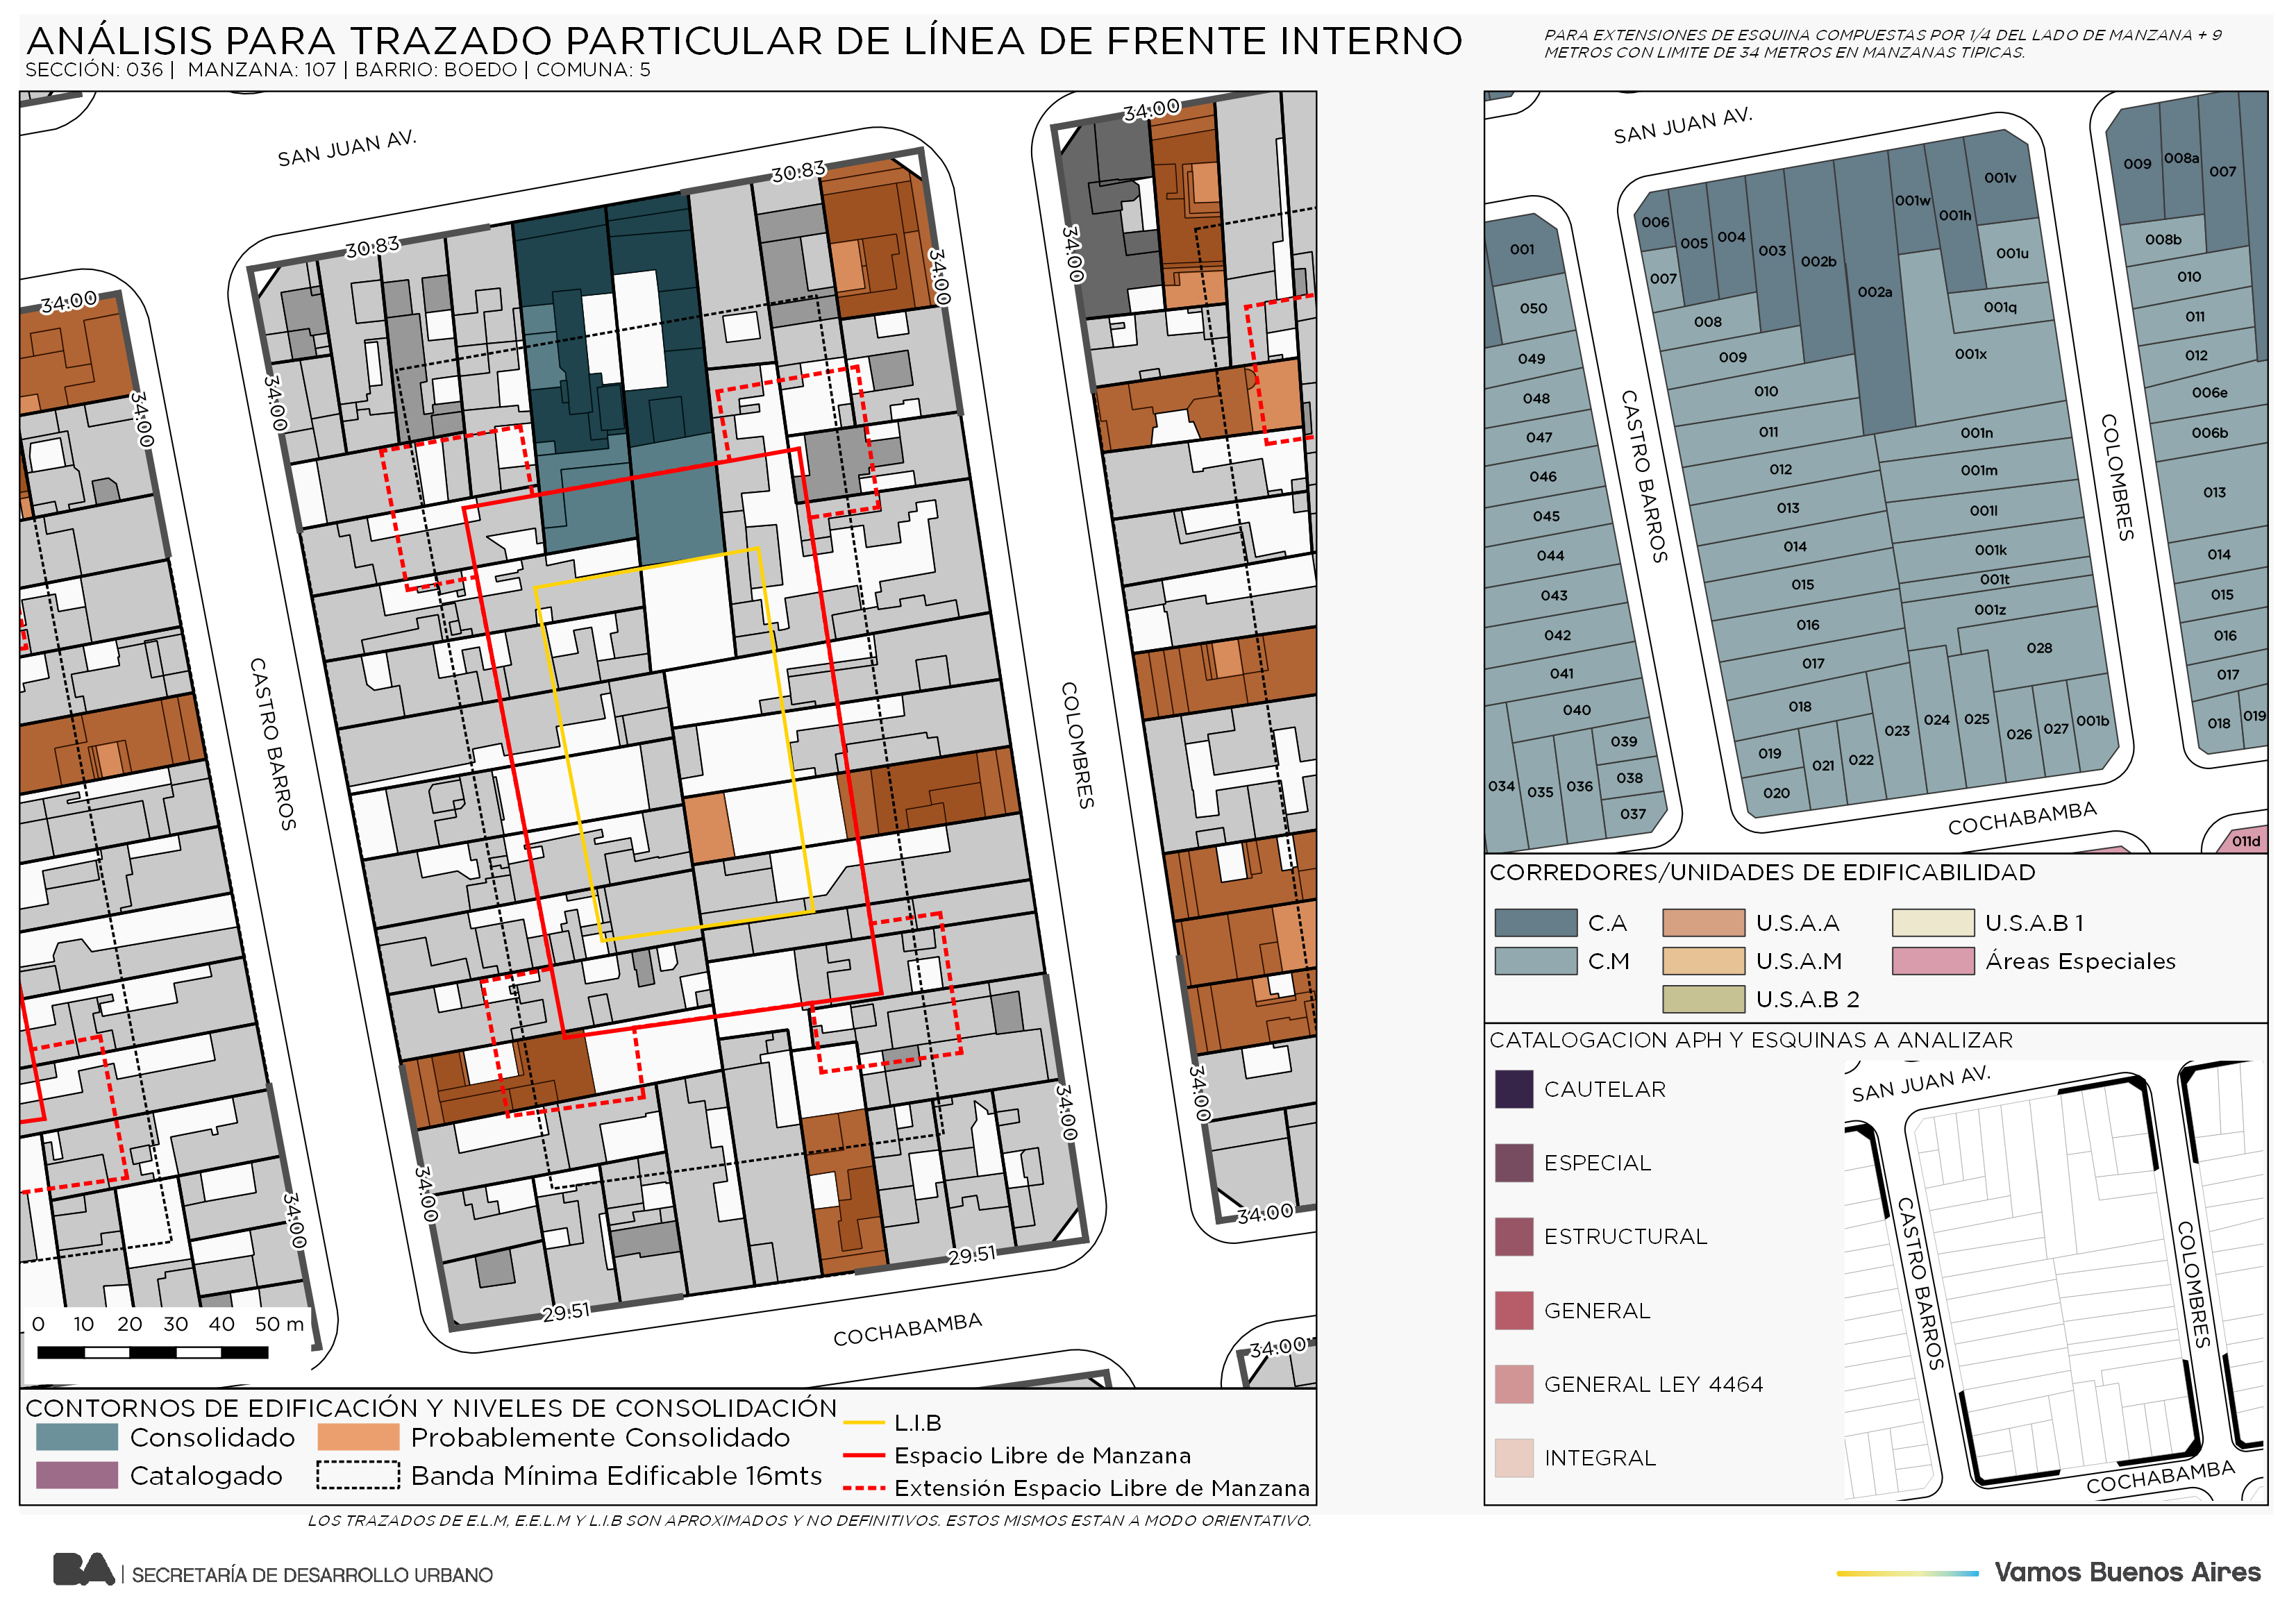 ANÁLISIS PARA TRAZADO PARTICULAR DE LÍNEA DE FRENTE INTERNO
SECCIÓN: 036 | MANZANA: 107 | BARRIO: BOEDO | COMUNA: 5
PARA EXTENSIONES DE ESQUINA COMPUESTAS POR 1/4 DEL LADO DE MANZANA + 9
METROS CON LIMITE DE 34 METROS EN MANZANAS TIPICAS.
SAN JUAN AV.
34.00
30.83
30.83
34.00
34.00
34.00
34.00
34.00
CASTRO BARROS
COLOMBRES
34.00
34.00
34.00
34.00
34.00
29.51
29.51
34.00
COCHABAMBA
0 10 20 30 40 50 m
CONTORNOS DE EDIFICACIÓN Y NIVELES DE CONSOLIDACIÓN
Consolidado
Probablemente Consolidado
Catalogado
Banda Mínima Edificable 16mts
L.I.B
Espacio Libre de Manzana
Extensión Espacio Libre de Manzana
LOS TRAZADOS DE E.L.M, E.E.L.M Y L.I.B SON APROXIMADOS Y NO DEFINITIVOS. ESTOS MISMOS ESTAN A MODO ORIENTATIVO.
SAN JUAN AV.
CASTRO BARROS
COLOMBRES
COCHABAMBA
001
050
049
048
047
046
045
044
043
042
041
040
039
038
037
034
035
036
006
005
004
003
002b
002a
001w
001h
001v
001u
001q
001x
007
008
009
010
011
012
013
014
015
016
017
018
019
020
021
022
023
024
025
026
027
001b
028
001n
001m
001l
001k
001t
001z
009
008a
007
008b
010
011
012
006e
006b
013
014
015
016
017
018
019
011d
CORREDORES/UNIDADES DE EDIFICABILIDAD
C.A
U.S.A.A
U.S.A.B 1
C.M
U.S.A.M
Áreas Especiales
U.S.A.B 2
CATALOGACION APH Y ESQUINAS A ANALIZAR
CAUTELAR
ESPECIAL
ESTRUCTURAL
GENERAL
GENERAL LEY 4464
INTEGRAL
SAN JUAN AV.
CASTRO BARROS
COLOMBRES
COCHABAMBA
BA | SECRETARÍA DE DESARROLLO URBANO
Vamos Buenos Aires